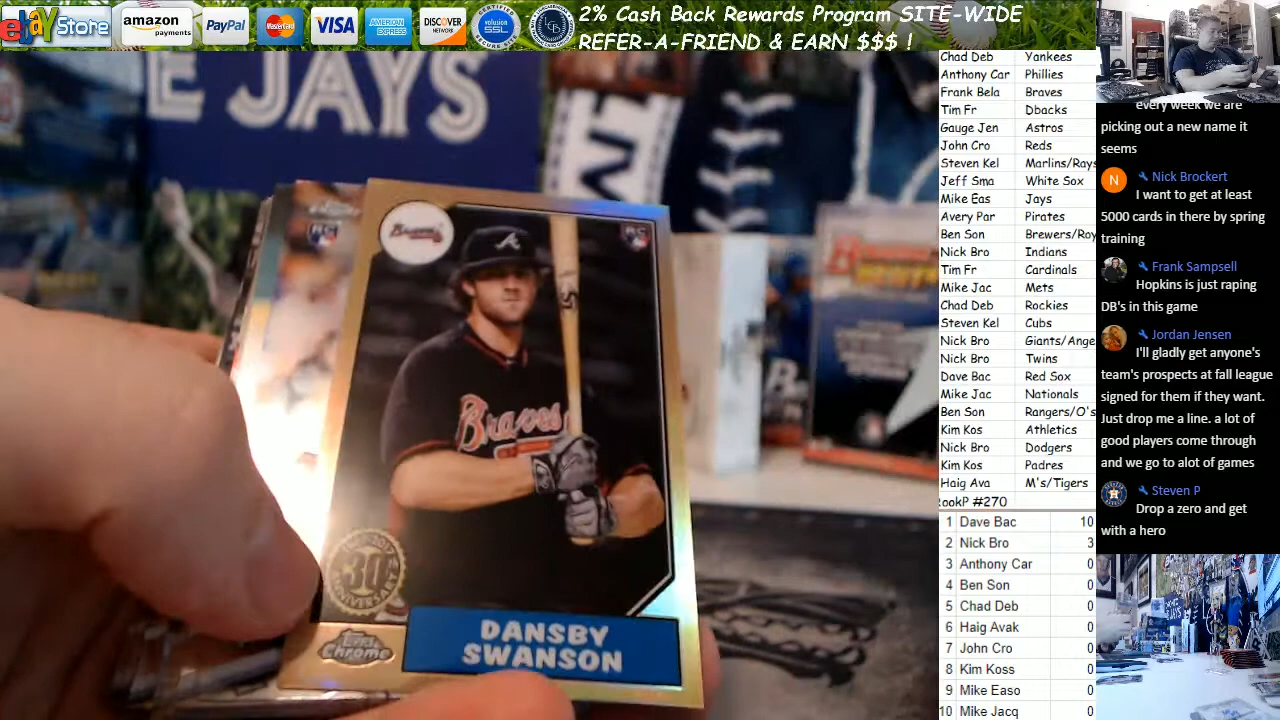 ebay Store
amazon
payments
PayPal
MasterCard
VISA
AMERICAN
EXPRESS
DISCOVER
NETWORK
CERTIFIED
volusion
SSL
2% Cash Back Rewards Program SITE-WIDE
REFER-A-FRIEND & EARN $$$ !
E JAYS
Braves
RC
Braves
30
ANNIVERSARY
Topps
Chrome
DANSBY
SWANSON
Chad Deb Yankees
Anthony Car Phillies
Frank Bela Braves
Tim Fr Dbacks
Gauge Jen Astros
John Cro Reds
Steven Kel Marlins/Rays
Jeff Sma White Sox
Mike Eas Jays
Avery Par Pirates
Ben Son Brewers/Roy
Nick Bro Indians
Tim Fr Cardinals
Mike Jac Mets
Chad Deb Rockies
Steven Kel Cubs
Nick Bro Giants/Ange
Nick Bro Twins
Dave Bac Red Sox
Mike Jac Nationals
Ben Son Rangers/O's
Kim Kos Athletics
Nick Bro Dodgers
Kim Kos Padres
Haig Ava M's/Tigers
RookP #270
1 Dave Bac 10
2 Nick Bro 3
3 Anthony Car 0
4 Ben Son 0
5 Chad Deb 0
6 Haig Avak 0
7 John Cro 0
8 Kim Koss 0
9 Mike Easo 0
10 Mike Jacq 0
every week we are
picking out a new name it
seems
N Nick Brockert
I want to get at least
5000 cards in there by spring
training
Frank Sampsell
Hopkins is just raping
DB's in this game
Jordan Jensen
I'll gladly get anyone's
team's prospects at fall league
signed for them if they want.
Just drop me a line. a lot of
good players come through
and we go to alot of games
Steven P
Drop a zero and get
with a hero